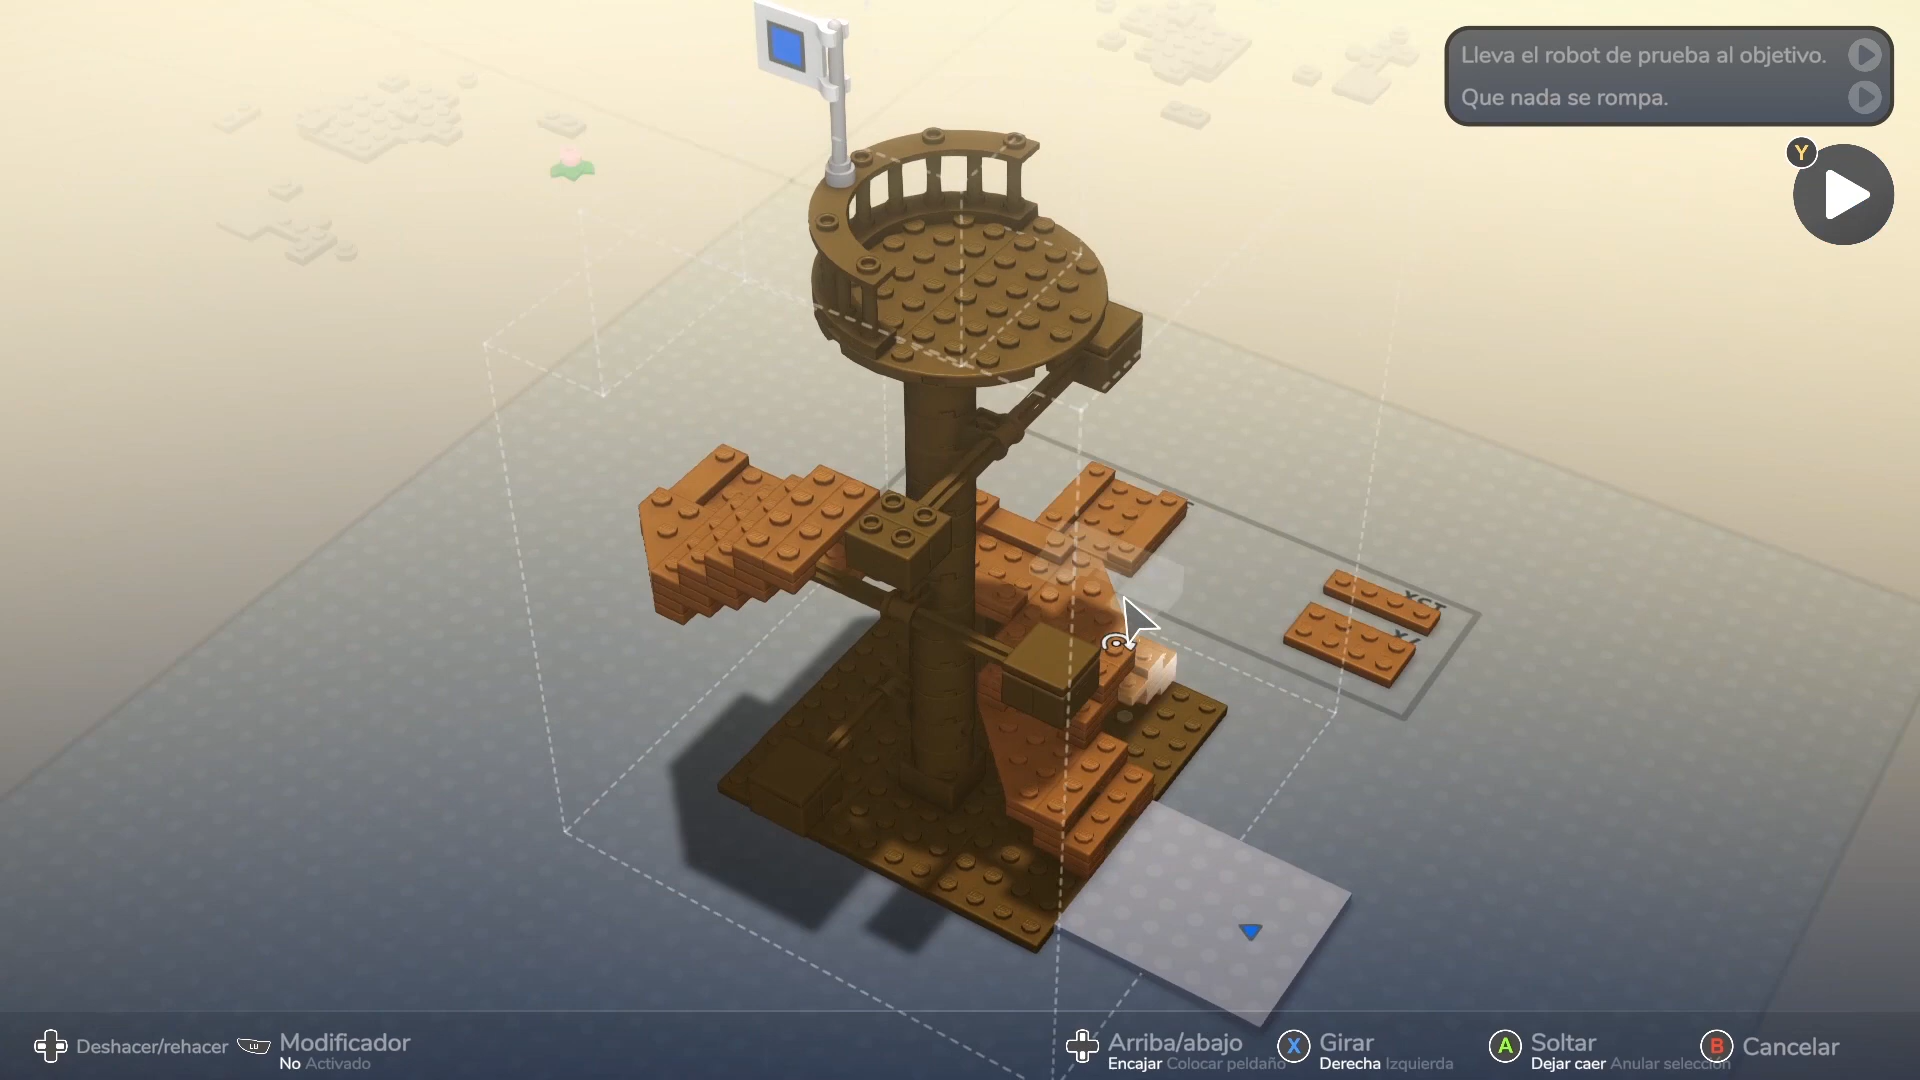 Lleva el robot de prueba al objetivo.
Que nada se rompa.
Y
Deshacer/rehacer
LU
Modificador
No Activado
Arriba/abajo
Encajar Colocar peldaño
X
Girar
Derecha Izquierda
A
Soltar
Dejar caer Anular selección
B
Cancelar